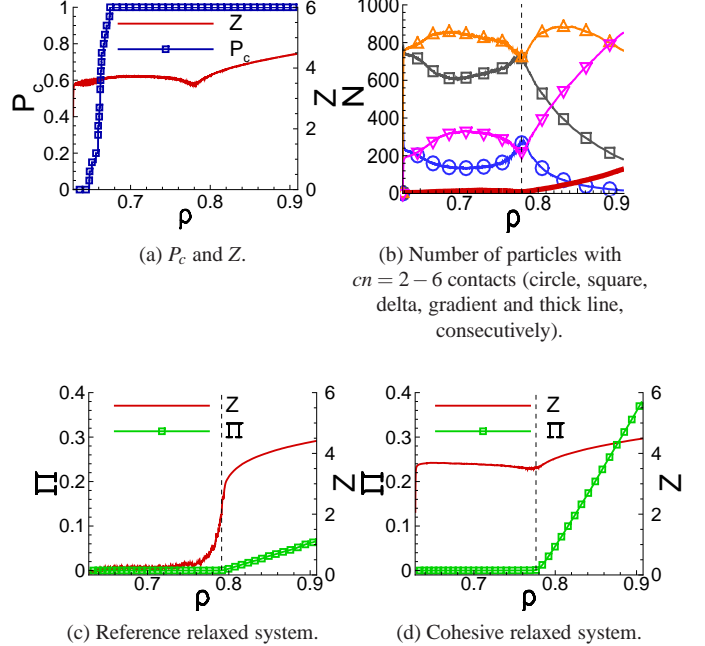 1
0.8
0.6
0.4
0.2
0
P_c
Z
P_c
6
4
2
0
Z
0.7
0.8
0.9
ρ
(a) P_c and Z.
1000
800
600
400
200
0
N
0.7
0.8
0.9
ρ
(b) Number of particles with
cn = 2 − 6 contacts (circle, square,
delta, gradient and thick line,
consecutively).
0.4
0.3
0.2
0.1
0
Π
Z
Π
6
4
2
0
Z
0.7
0.8
0.9
ρ
(c) Reference relaxed system.
0.4
0.3
0.2
0.1
0
Π
Z
Π
6
4
2
0
Z
0.7
0.8
0.9
ρ
(d) Cohesive relaxed system.